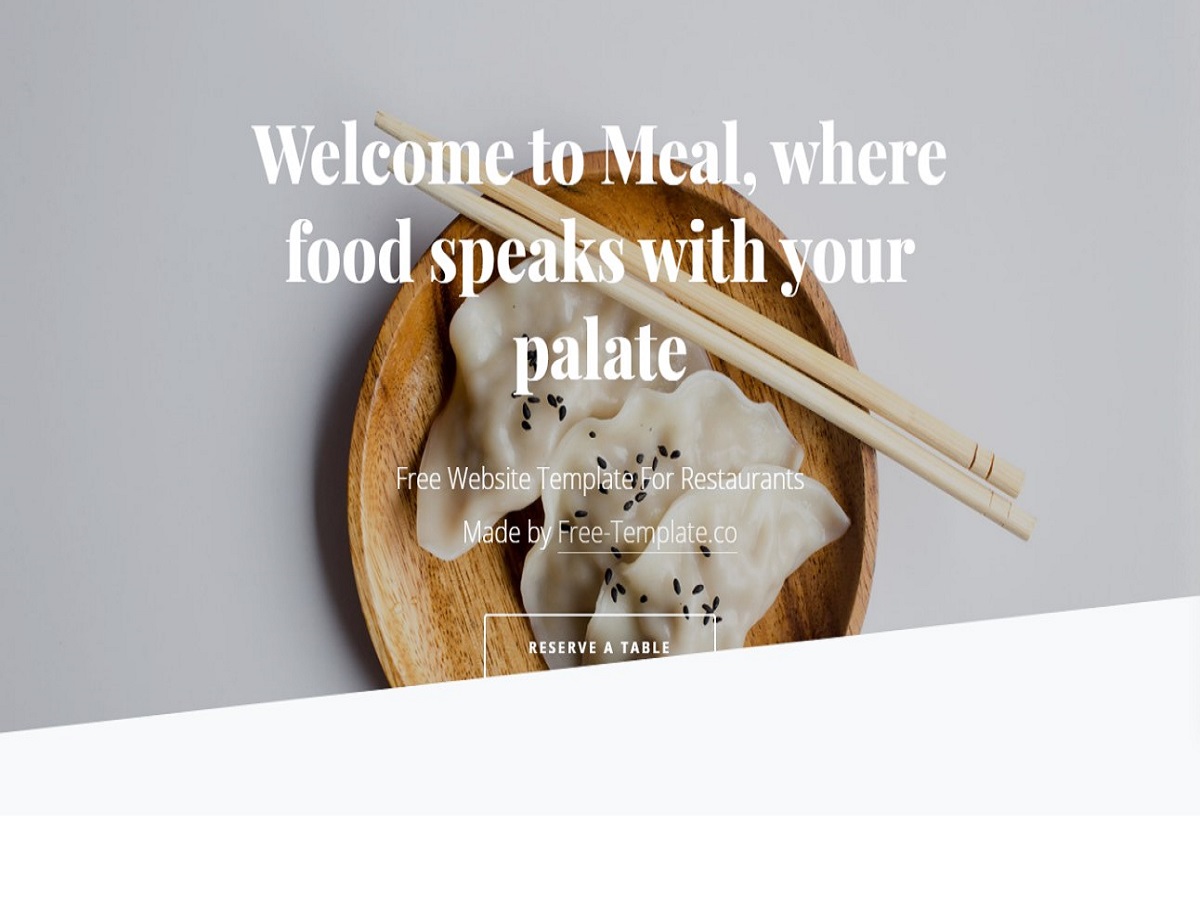 Welcome to Meal, where
food speaks with your
palate
Free Website Template For Restaurants
Made by Free-Template.co
RESERVE A TABLE